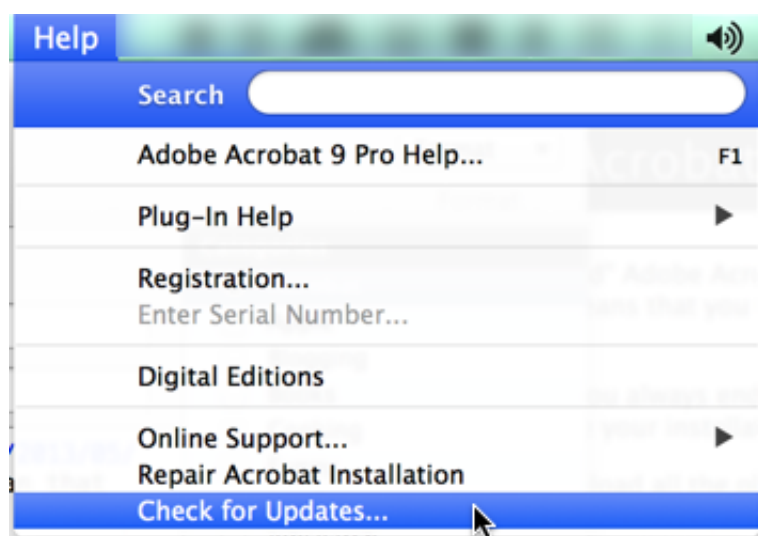 Help
Search
Adobe Acrobat 9 Pro Help... F1
Plug-In Help
Registration...
Enter Serial Number...
Digital Editions
Online Support...
Repair Acrobat Installation
Check for Updates...